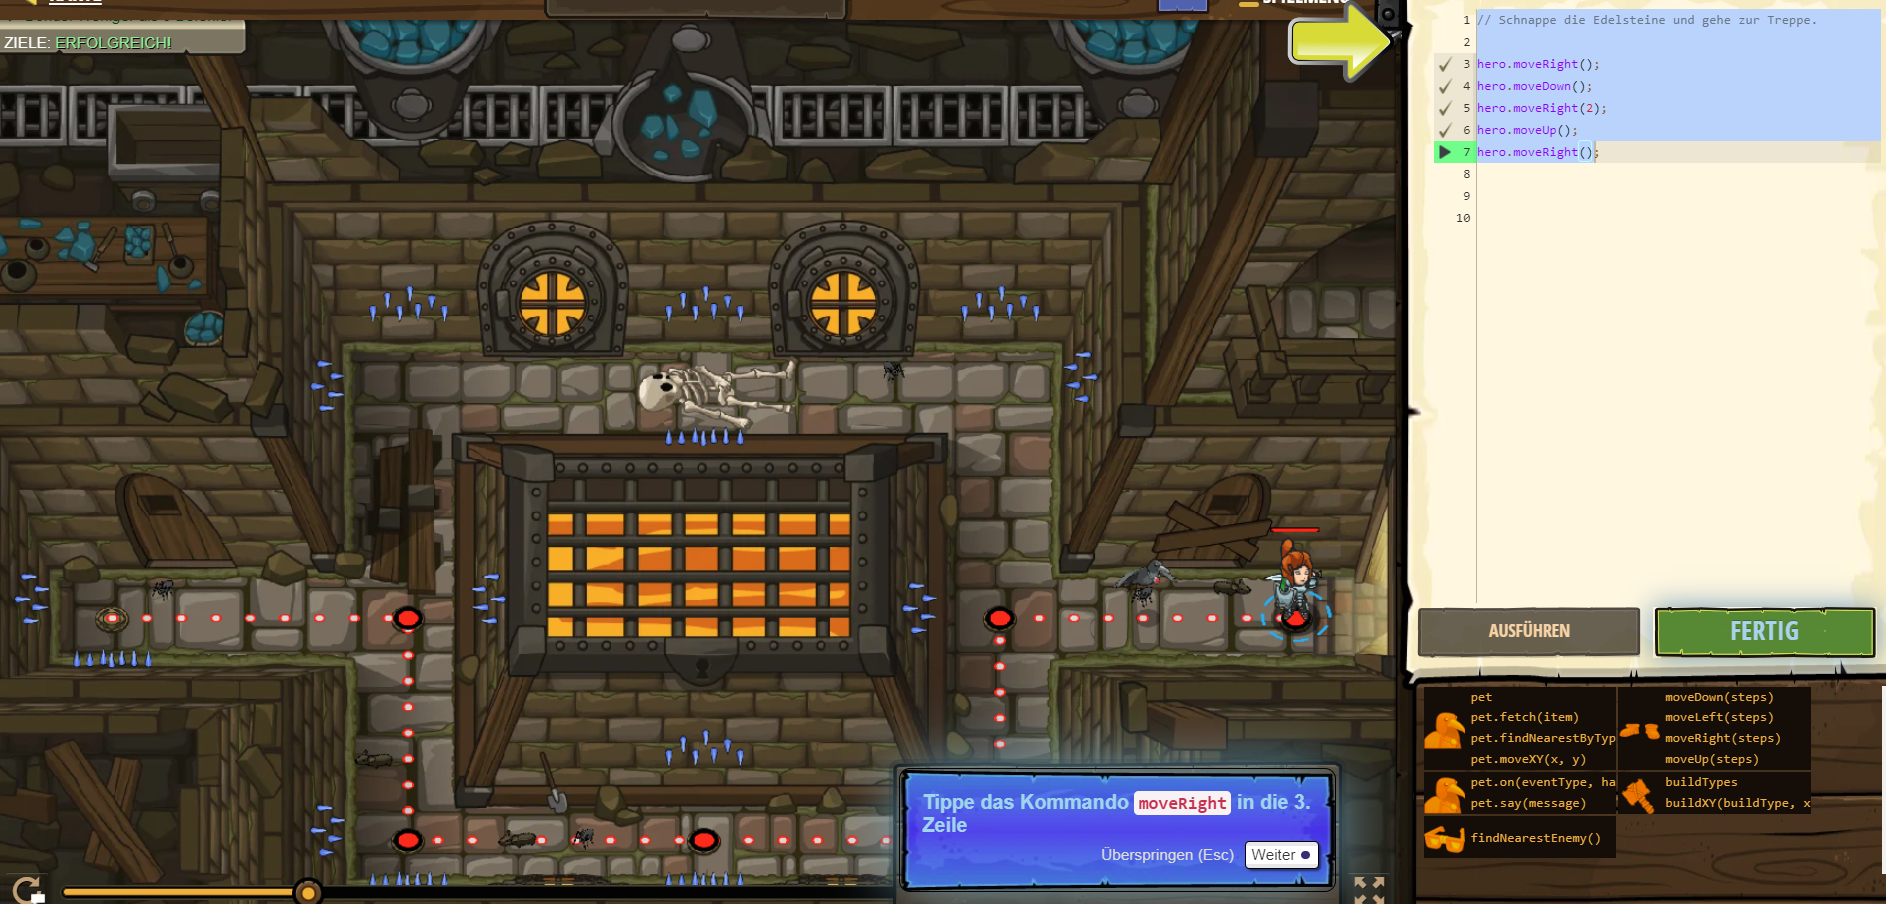 ZIELE: ERFOLGREICH!
1 // Schnappe die Edelsteine und gehe zur Treppe.
2
3 hero.moveRight();
4 hero.moveDown();
5 hero.moveRight(2);
6 hero.moveUp();
7 hero.moveRight();
8
9
10
AUSFÜHREN
FERTIG
pet
pet.fetch(item)
pet.findNearestByTyp
pet.moveXY(x, y)
pet.on(eventType, ha
pet.say(message)
findNearestEnemy()
moveDown(steps)
moveLeft(steps)
moveRight(steps)
moveUp(steps)
buildTypes
buildXY(buildType, x
Tippe das Kommando moveRight in die 3.
Zeile
Überspringen (Esc)
Weiter